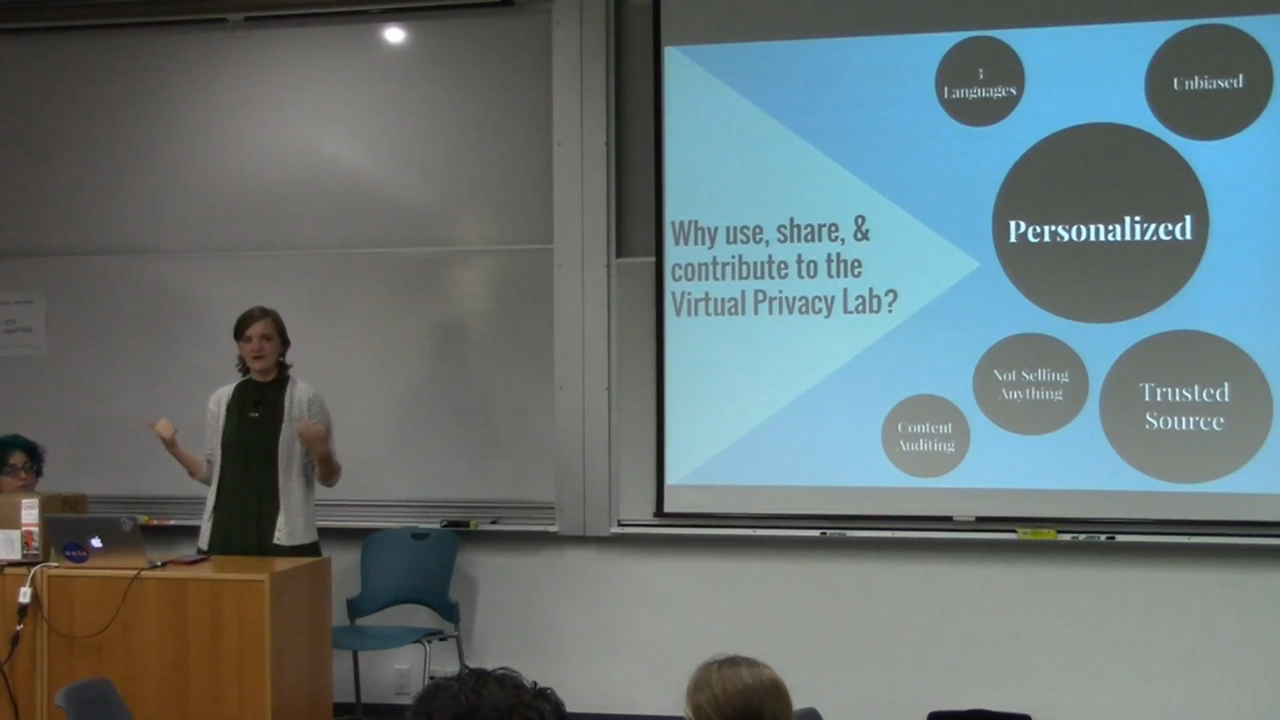 Why use, share, &
contribute to the
Virtual Privacy Lab?
3
Languages
Unbiased
Personalized
Not Selling
Anything
Trusted
Source
Content
Auditing
NASA